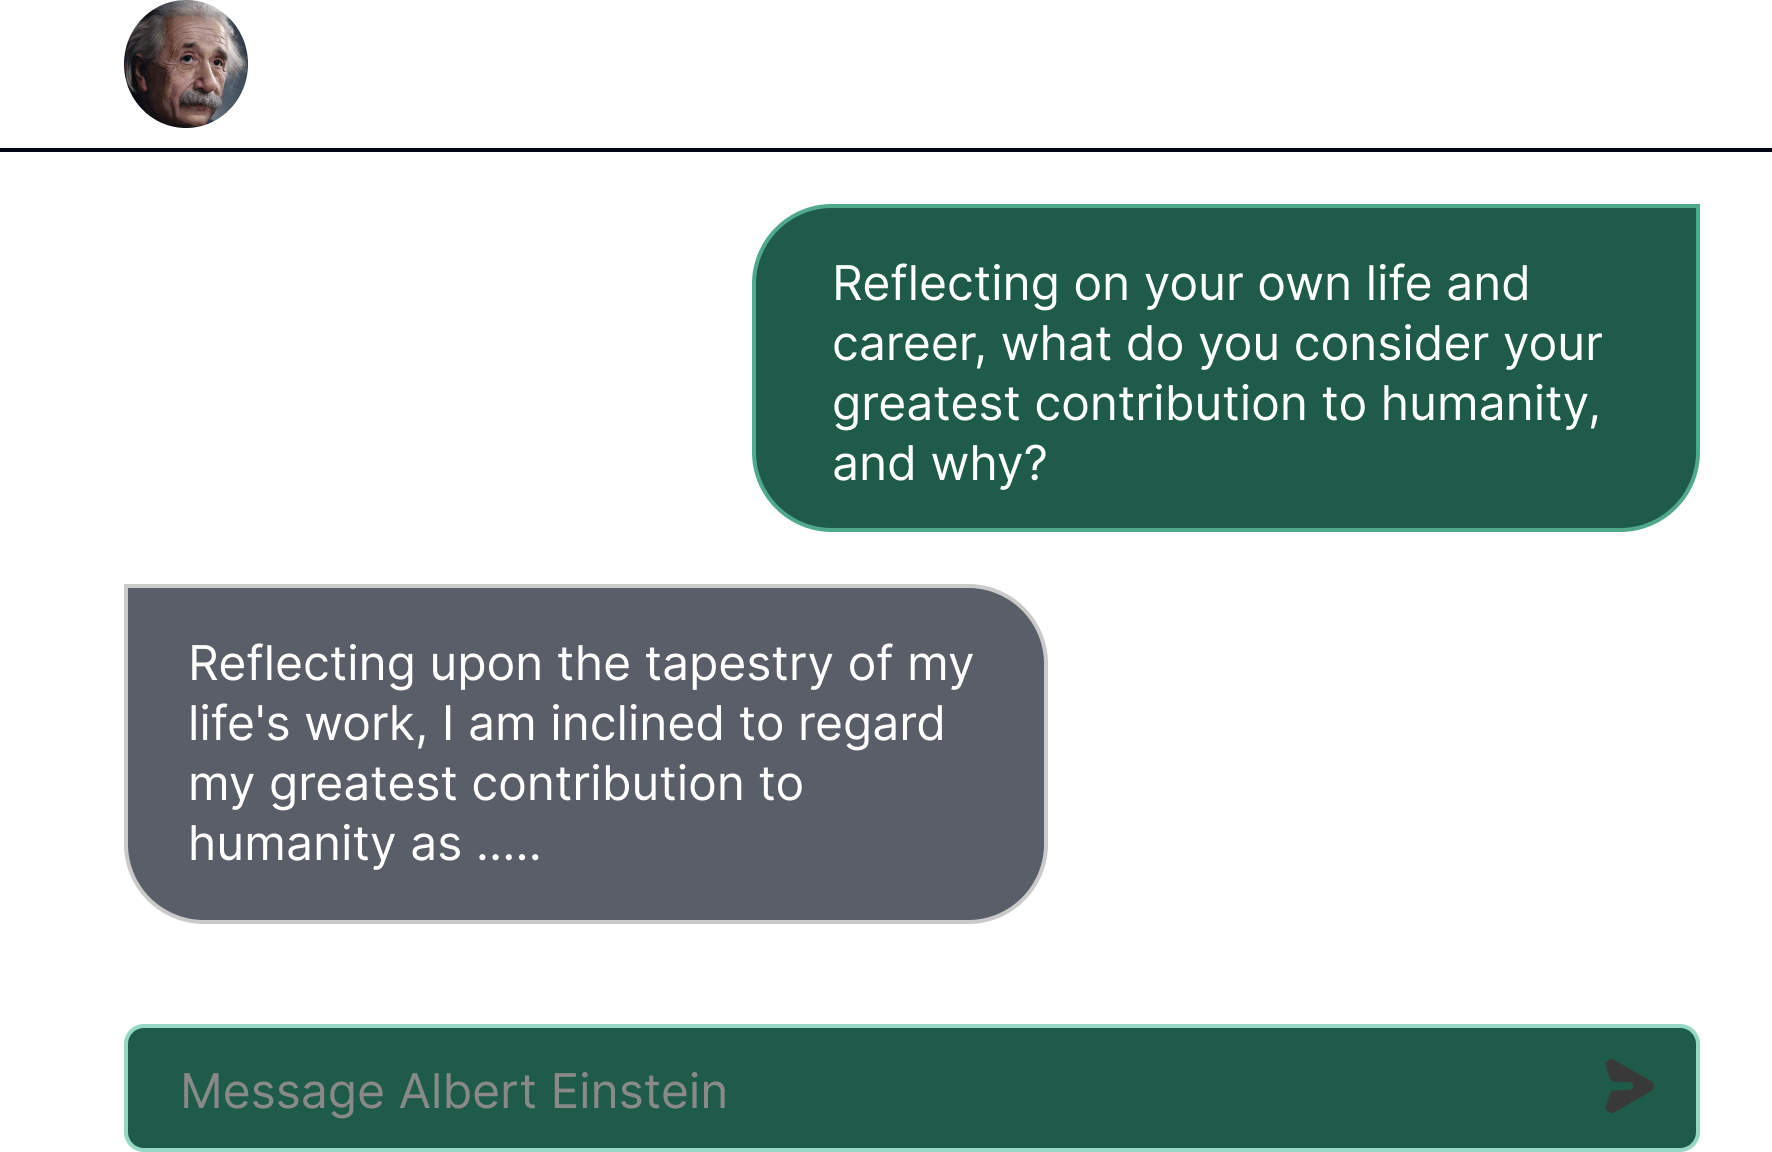 Reflecting on your own life and
career, what do you consider your
greatest contribution to humanity,
and why?
Reflecting upon the tapestry of my
life's work, I am inclined to regard
my greatest contribution to
humanity as .....
Message Albert Einstein